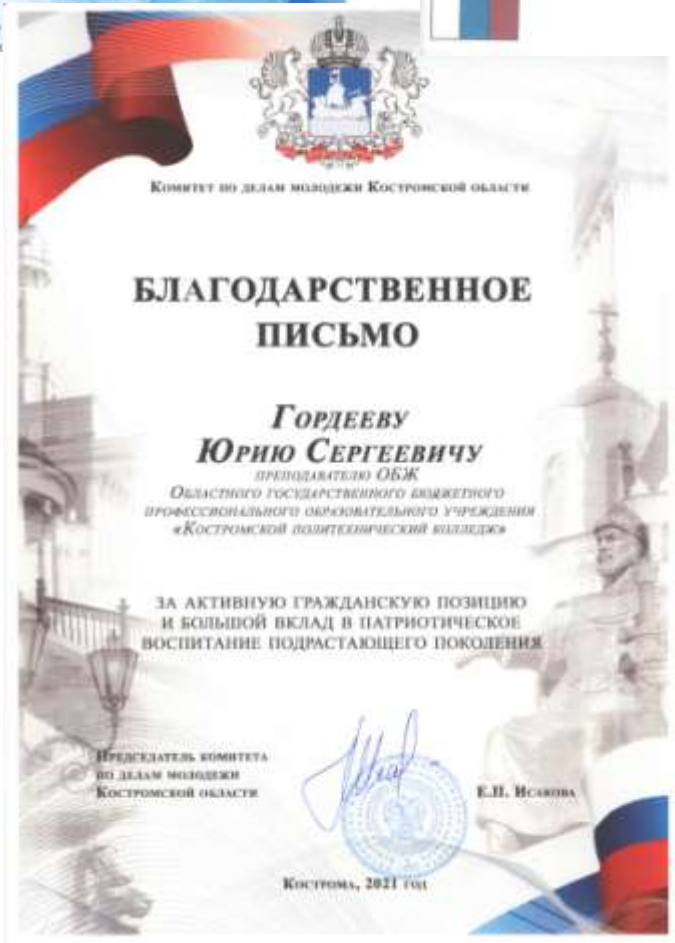 Комитет по делам молодежи Костромской области
БЛАГОДАРСТВЕННОЕ
ПИСЬМО
Гордееву
Юрию Сергеевичу
преподавателю ОБЖ
Областного государственного бюджетного
профессионального образовательного учреждения
«Костромской политехнический колледж»
ЗА АКТИВНУЮ ГРАЖДАНСКУЮ ПОЗИЦИЮ
И БОЛЬШОЙ ВКЛАД В ПАТРИОТИЧЕСКОЕ
ВОСПИТАНИЕ ПОДРАСТАЮЩЕГО ПОКОЛЕНИЯ
Председатель комитета
по делам молодежи
Костромской области
Е.П. Исакова
Кострома, 2021 год